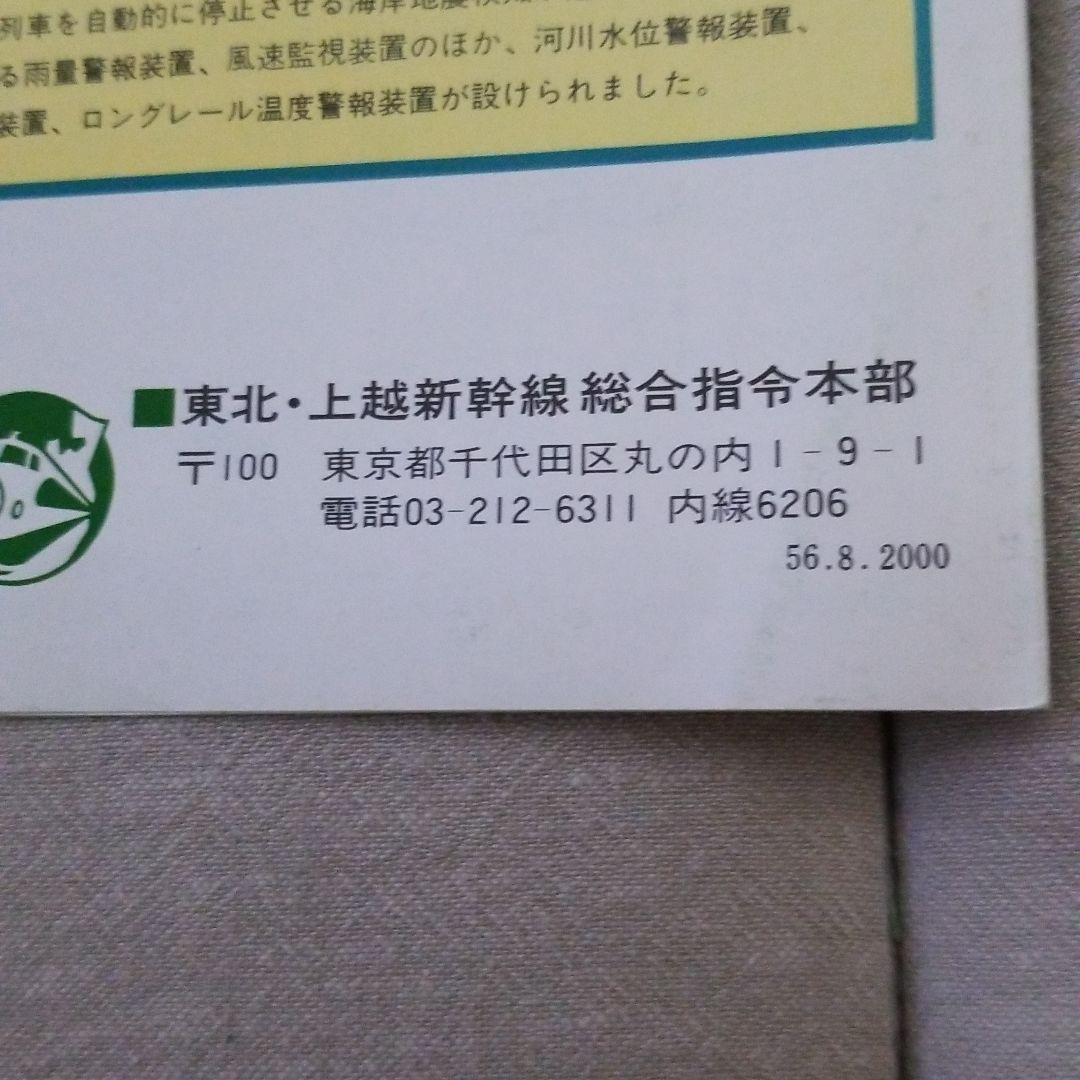 列車を自動的に停止させる海岸地震検知
る雨量警報装置、風速監視装置のほか、河川水位警報装置、
装置、ロングレール温度警報装置が設けられました。
■東北・上越新幹線 総合指令本部
〒100 東京都千代田区丸の内1-9-1
電話03-212-6311 内線6206
56.8.2000